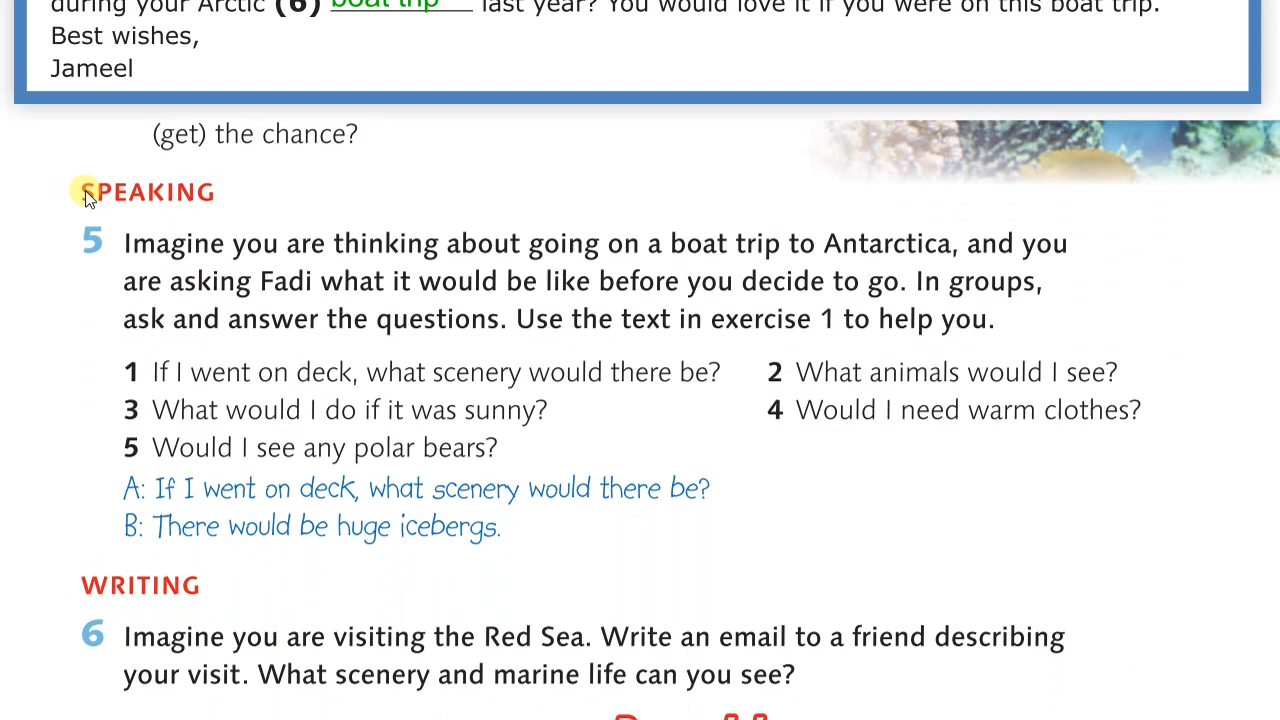 during your Arctic (6) boat trip last year? You would love it if you were on this boat trip.
Best wishes,
Jameel
(get) the chance?
SPEAKING
5 Imagine you are thinking about going on a boat trip to Antarctica, and you
are asking Fadi what it would be like before you decide to go. In groups,
ask and answer the questions. Use the text in exercise 1 to help you.
1 If I went on deck, what scenery would there be? 2 What animals would I see?
3 What would I do if it was sunny? 4 Would I need warm clothes?
5 Would I see any polar bears?
A: If I went on deck, what scenery would there be?
B: There would be huge icebergs.
WRITING
6 Imagine you are visiting the Red Sea. Write an email to a friend describing
your visit. What scenery and marine life can you see?